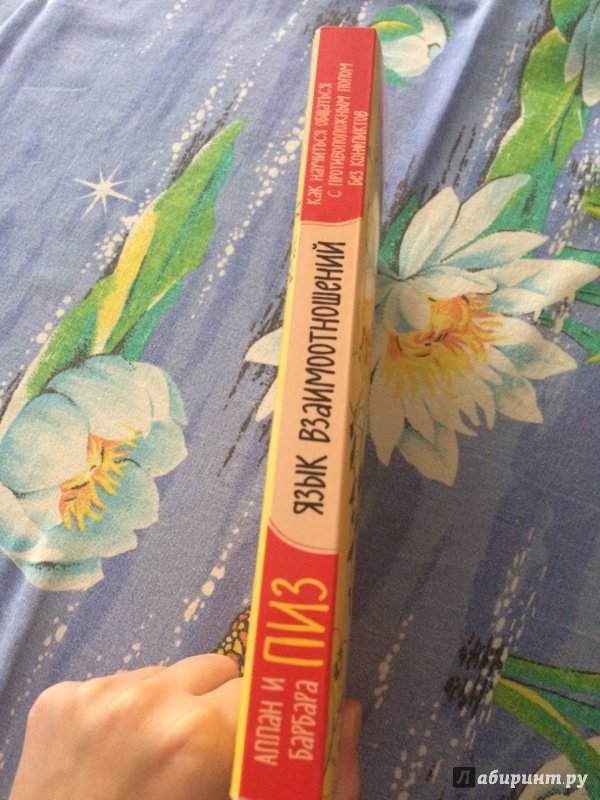 АЛЛАН И
БАРБАРА
ПИЗ
ЯЗЫК ВЗАИМООТНОШЕНИЙ
КАК НАУЧИТЬСЯ ОБЩАТЬСЯ
С ПРОТИВОПОЛОЖНЫМ ПОЛОМ
БЕЗ КОНФЛИКТОВ
Лабиринт.ру